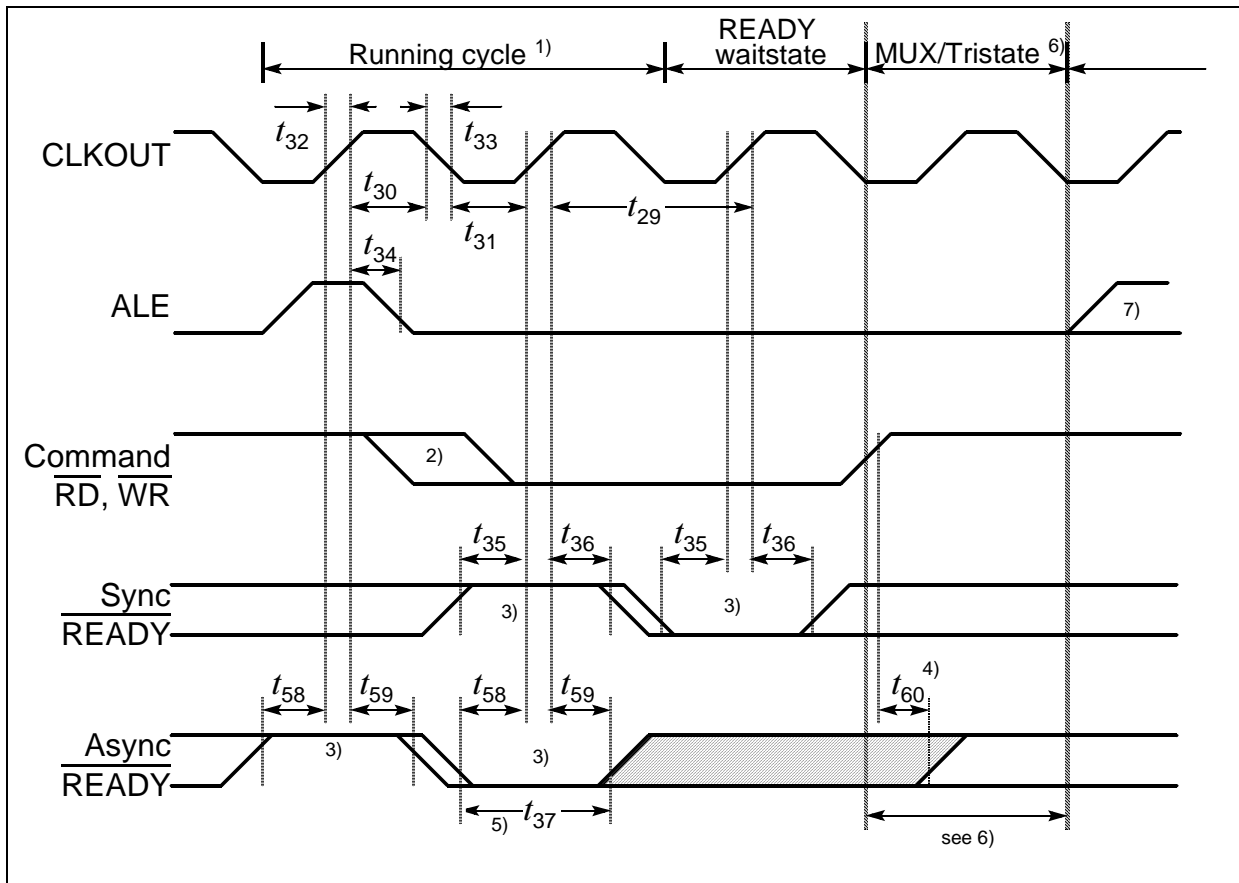 READY
Running cycle 1) waitstate MUX/Tristate 6)
t32 t33
CLKOUT
t30
t31 t29
t34
ALE 7)
2)
Command
RD, WR
t35 t36 t35 t36
Sync 3) 3)
READY
t58 t59 t58 t59 t60 4)
Async 3) 3)
READY
5) t37
see 6)